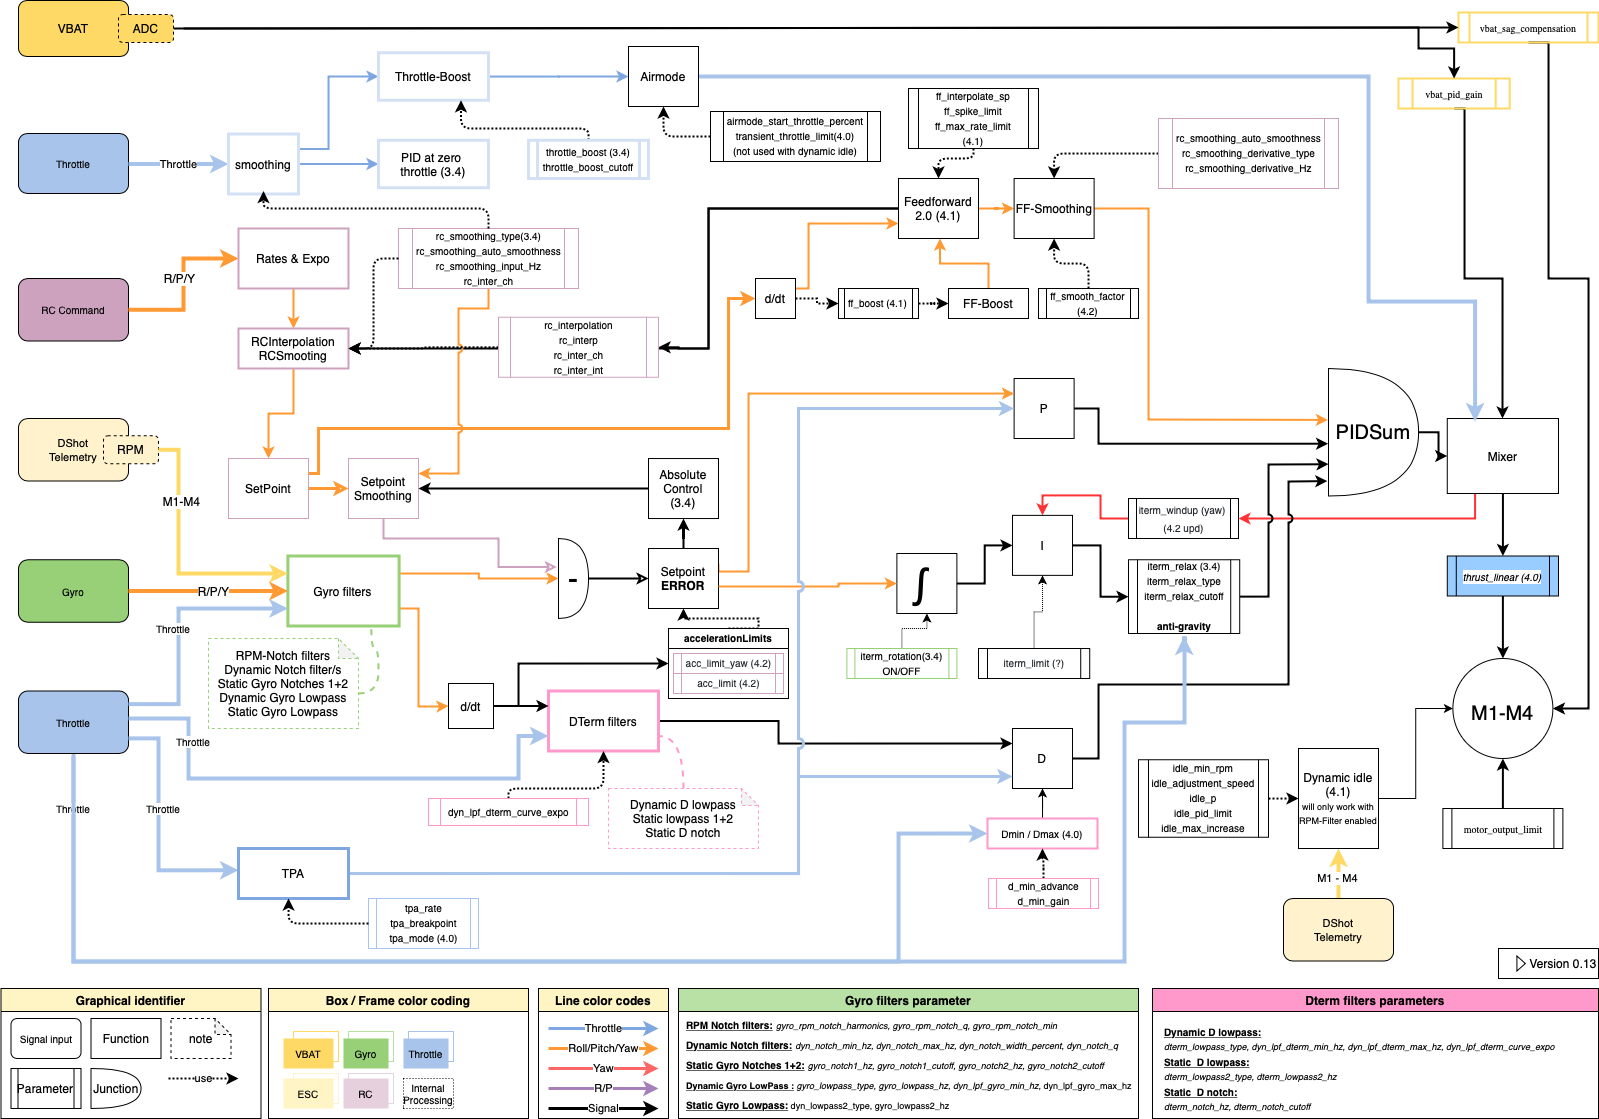 VBAT
ADC
vbat_sag_compensation
Throttle-Boost
Airmode
vbat_pid_gain
ff_interpolate_sp
ff_spike_limit
ff_max_rate_limit
(4.1)
airmode_start_throttle_percent
transient_throttle_limit(4.0)
(not used with dynamic idle)
rc_smoothing_auto_smoothness
rc_smoothing_derivative_type
rc_smoothing_derivative_Hz
Throttle
Throttle
smoothing
PID at zero
throttle (3.4)
throttle_boost (3.4)
throttle_boost_cutoff
Feedforward
2.0 (4.1)
FF-Smoothing
rc_smoothing_type(3.4)
rc_smoothing_auto_smoothness
rc_smoothing_input_Hz
rc_inter_ch
Rates & Expo
R/P/Y
RC Command
d/dt
ff_boost (4.1)
FF-Boost
ff_smooth_factor
(4.2)
RCInterpolation
RCSmooting
rc_interpolation
rc_interp
rc_inter_ch
rc_inter_int
P
PIDSum
Mixer
DShot
Telemetry
RPM
M1-M4
SetPoint
Setpoint
Smoothing
Absolute
Control
(3.4)
iterm_windup (yaw)
(4.2 upd)
I
-
Setpoint
ERROR
∫
iterm_relax (3.4)
iterm_relax_type
iterm_relax_cutoff
anti-gravity
thrust_linear (4.0)
Gyro
R/P/Y
Gyro filters
Throttle
RPM-Notch filters
Dynamic Notch filter/s
Static Gyro Notches 1+2
Dynamic Gyro Lowpass
Static Gyro Lowpass
accelerationLimits
acc_limit_yaw (4.2)
acc_limit (4.2)
iterm_rotation(3.4)
ON/OFF
iterm_limit (?)
Throttle
Throttle
d/dt
DTerm filters
M1-M4
D
idle_min_rpm
idle_adjustment_speed
idle_p
idle_pid_limit
idle_max_increase
Dynamic idle
(4.1)
will only work with
RPM-Filter enabled
Throttle
Throttle
dyn_lpf_dterm_curve_expo
Dynamic D lowpass
Static lowpass 1+2
Static D notch
Dmin / Dmax (4.0)
motor_output_limit
TPA
d_min_advance
d_min_gain
M1 - M4
tpa_rate
tpa_breakpoint
tpa_mode (4.0)
DShot
Telemetry
Version 0.13
Graphical identifier
Signal input
Function
note
Parameter
Junction
use
Box / Frame color coding
VBAT
Gyro
Throttle
ESC
RC
Internal
Processing
Line color codes
Throttle
Roll/Pitch/Yaw
Yaw
R/P
Signal
Gyro filters parameter
RPM Notch filters: gyro_rpm_notch_harmonics, gyro_rpm_notch_q, gyro_rpm_notch_min
Dynamic Notch filters: dyn_notch_min_hz, dyn_notch_max_hz, dyn_notch_width_percent, dyn_notch_q
Static Gyro Notches 1+2: gyro_notch1_hz, gyro_notch1_cutoff, gyro_notch2_hz, gyro_notch2_cutoff
Dynamic Gyro LowPass : gyro_lowpass_type, gyro_lowpass_hz, dyn_lpf_gyro_min_hz, dyn_lpf_gyro_max_hz
Static Gyro Lowpass: dyn_lowpass2_type, gyro_lowpass2_hz
Dterm filters parameters
Dynamic D lowpass:
dterm_lowpass_type, dyn_lpf_dterm_min_hz, dyn_lpf_dterm_max_hz, dyn_lpf_dterm_curve_expo
Static D lowpass:
dterm_lowpass2_type, dterm_lowpass2_hz
Static D notch:
dterm_notch_hz, dterm_notch_cutoff